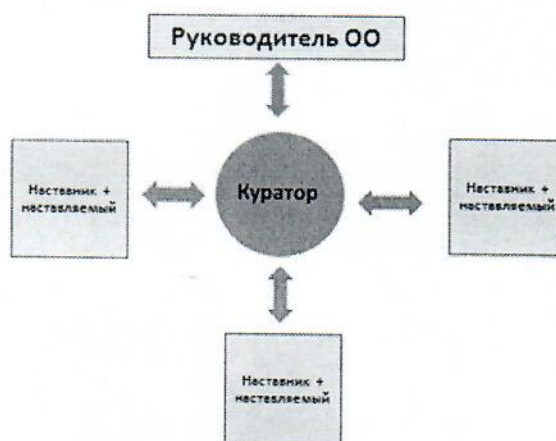 Руководитель ОО
Наставник +
наставляемый
Куратор
Наставник +
наставляемый
Наставник +
наставляемый